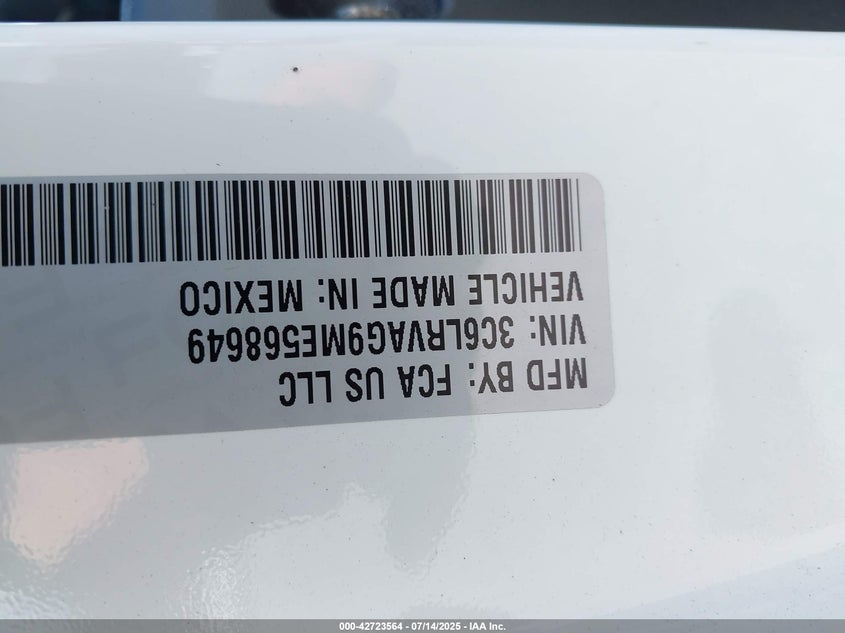 MFD BY: FCA US LLC
VIN: 3C6LRVAG9ME568649
VEHICLE MADE IN: MEXICO
000-42723564 - 07/14/2025 - IAA Inc.